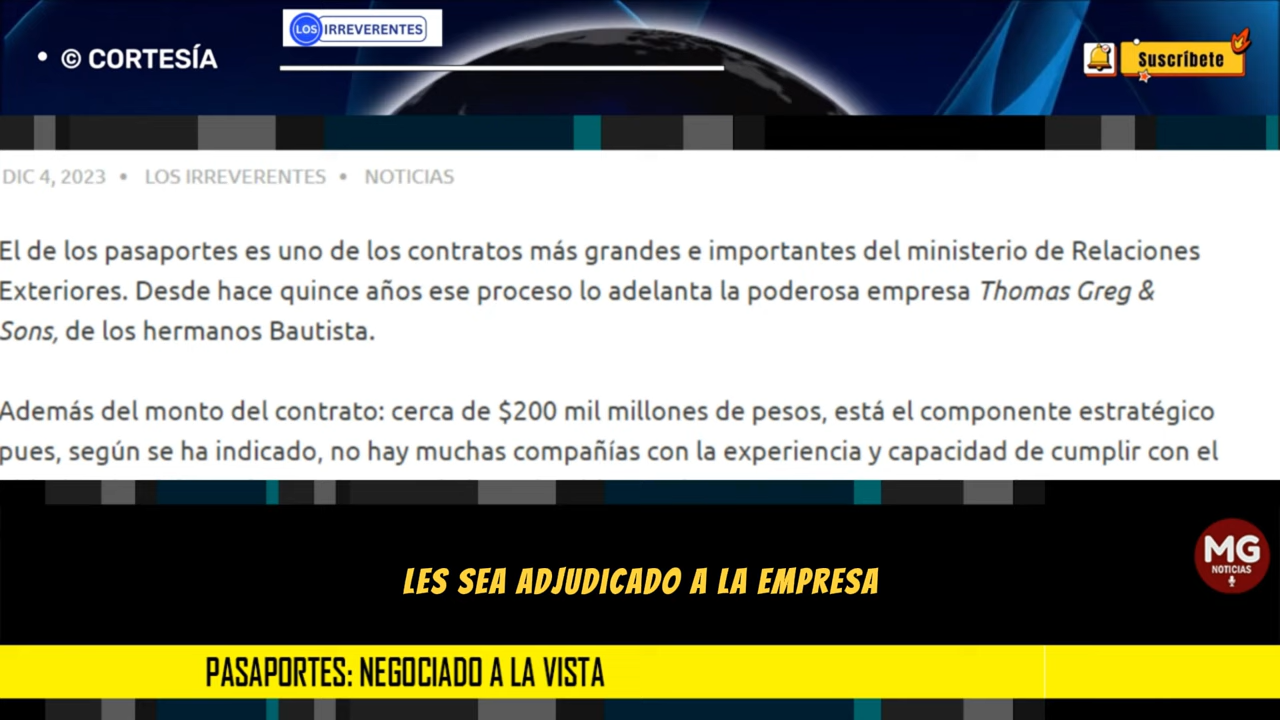 • © CORTESÍA
LOS IRREVERENTES
Suscríbete
DIC 4, 2023 • LOS IRREVERENTES • NOTICIAS
El de los pasaportes es uno de los contratos más grandes e importantes del ministerio de Relaciones
Exteriores. Desde hace quince años ese proceso lo adelanta la poderosa empresa Thomas Greg &
Sons, de los hermanos Bautista.
Además del monto del contrato: cerca de $200 mil millones de pesos, está el componente estratégico
pues, según se ha indicado, no hay muchas compañías con la experiencia y capacidad de cumplir con el
MG
NOTICIAS
LES SEA ADJUDICADO A LA EMPRESA
PASAPORTES: NEGOCIADO A LA VISTA